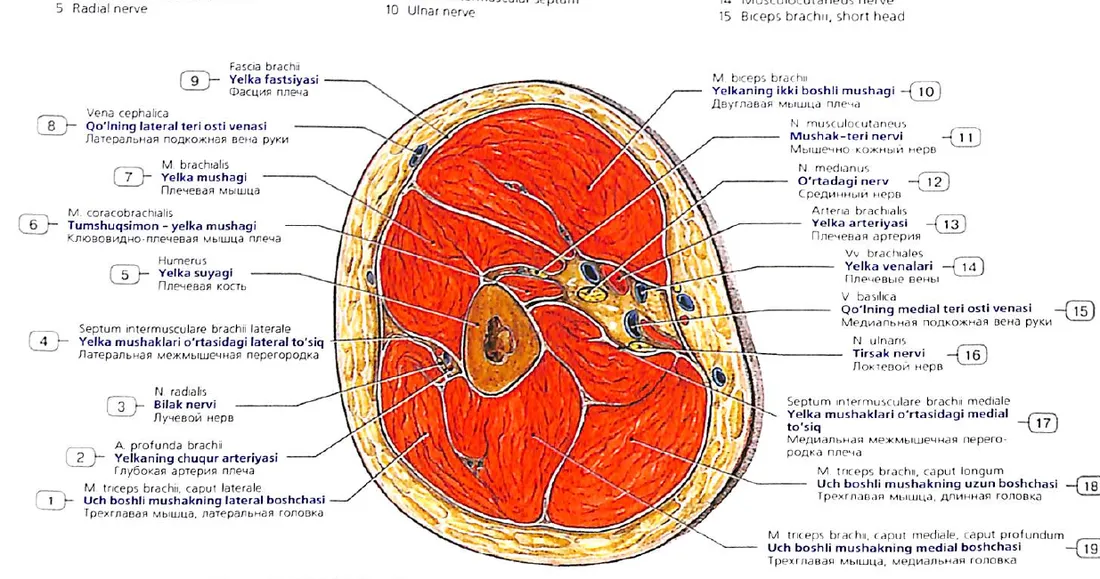 5 Radial nerve
10 Ulnar nerve
15 Biceps brachii, short head
Fascia brachii
9 Yelka fastsiyasi
Фасция плеча
Vena cephalica
8 Qo'lning lateral teri osti venasi
Латеральная подкожная вена руки
M. brachialis
7 Yelka mushagi
Плечевая мышца
M. coracobrachialis
6 Tumshuqsimon - yelka mushagi
Клювовидно-плечевая мышца плеча
Humerus
5 Yelka suyagi
Плечевая кость
Septum intermusculare brachii laterale
4 Yelka mushaklari o'rtasidagi lateral to'siq
Латеральная межмышечная перегородка
N. radialis
3 Bilak nervi
Лучевой нерв
A. profunda brachii
2 Yelkaning chuqur arteriyasi
Глубокая артерия плеча
M. triceps brachii, caput laterale
1 Uch boshli mushakning lateral boshchasi
Трехглавая мышца, латеральная головка
M. biceps brachii
Yelkaning ikki boshli mushagi 10
Двуглавая мышца плеча
N. musculocutaneus
Mushak-teri nervi 11
Мышечно кожный нерв
N. medianus
O'rtadagi nerv 12
Срединный нерв
Arteria brachialis
Yelka arteriyasi 13
Плечевая артерия
Vv brachiales
Yelka venalari 14
Плечевые вены
V. basilica
Qo'lning medial teri osti venasi 15
Медиальная подкожная вена руки
N. ulnaris
Tirsak nervi 16
Локтевой нерв
Septum intermusculare brachii mediale
Yelka mushaklari o'rtasidagi medial 17
to'siq
Медиальная межмышечная перего-
родка плеча
M. triceps brachii, caput longum
Uch boshli mushakning uzun boshchasi 18
Трехглавая мышца, длинная головка
M. triceps brachii, caput mediale, caput profundum
Uch boshli mushakning medial boshchasi 19
Трехглавая мышца, медиальная головка